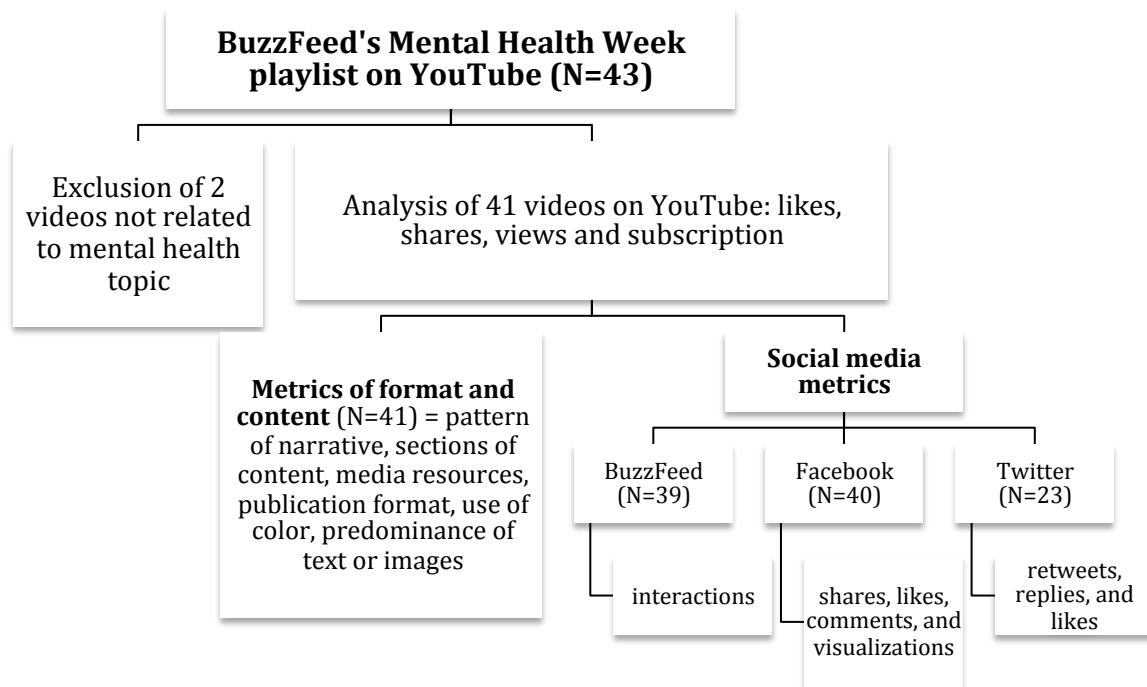 BuzzFeed's Mental Health Week
playlist on YouTube (N=43)
Exclusion of 2
videos not related
to mental health
topic
Analysis of 41 videos on YouTube: likes,
shares, views and subscription
Metrics of format and
content (N=41) = pattern
of narrative, sections of
content, media resources,
publication format, use of
color, predominance of
text or images
Social media
metrics
BuzzFeed
(N=39)
interactions
Facebook
(N=40)
shares, likes,
comments, and
visualizations
Twitter
(N=23)
retweets,
replies, and
likes